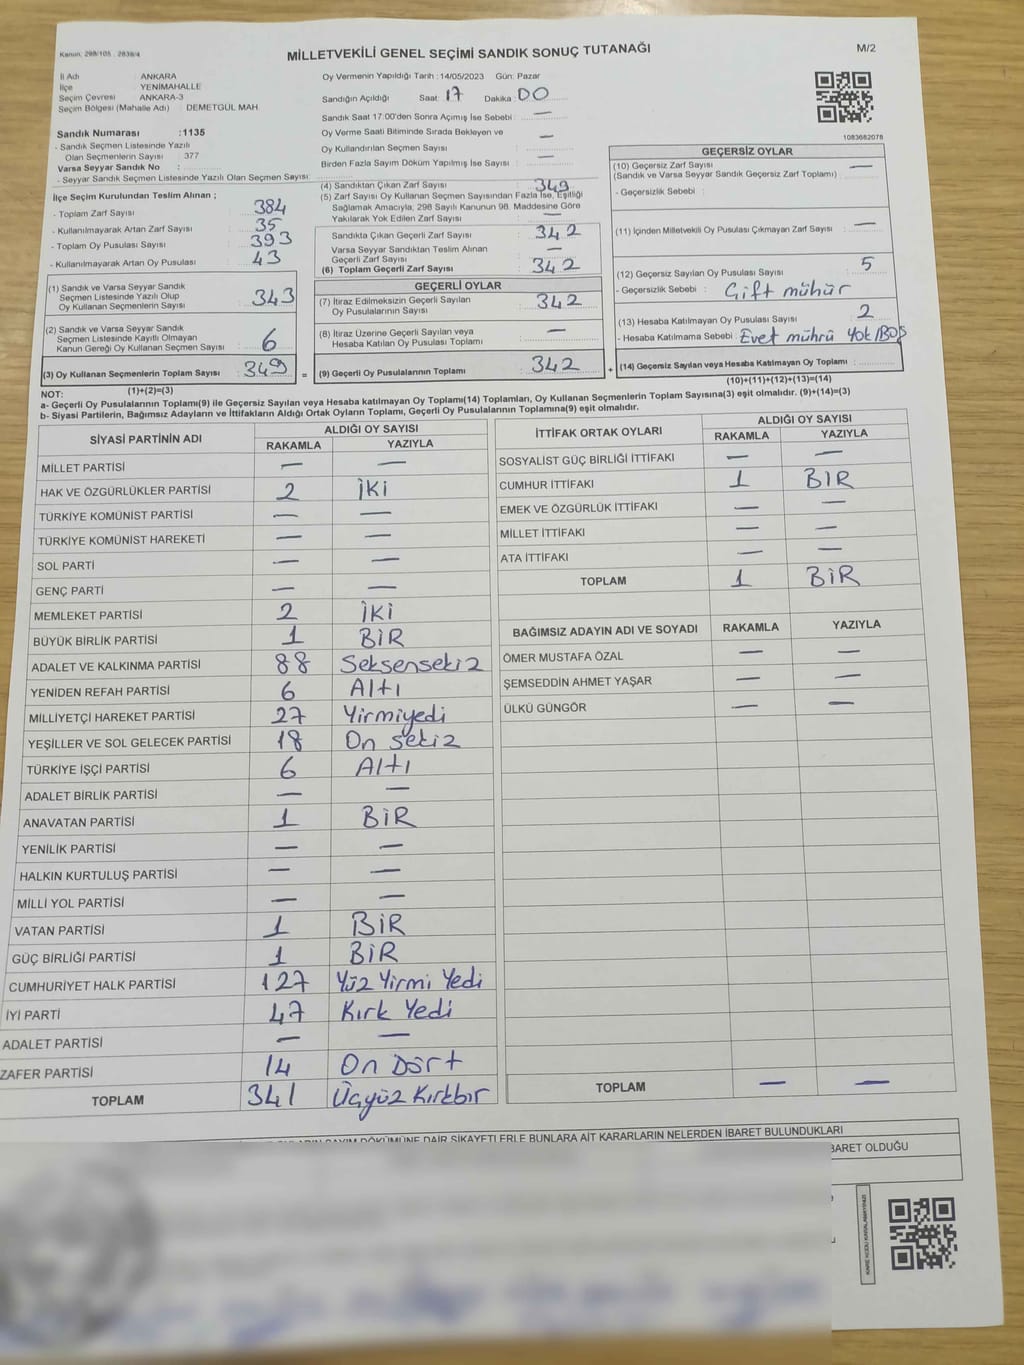 Kanun: 298/105 , 2839/4
MİLLETVEKİLİ GENEL SEÇİMİ SANDIK SONUÇ TUTANAĞI
M/2
İl Adı : ANKARA
İlçe : YENİMAHALLE
Seçim Çevresi : ANKARA-3
Seçim Bölgesi (Mahalle Adı) : DEMETGÜL MAH.
Sandık Numarası : 1135
- Sandık Seçmen Listesinde Yazılı
Olan Seçmenlerin Sayısı : 377
Varsa Seyyar Sandık No :
- Seyyar Sandık Seçmen Listesinde Yazılı Olan Seçmen Sayısı:
Oy Vermenin Yapıldığı Tarih : 14/05/2023 Gün: Pazar
Sandığın Açıldığı Saat: 17 Dakika: 00
Sandık Saat 17:00'den Sonra Açılmış İse Sebebi : —
Oy Verme Saati Bitiminde Sırada Bekleyen ve
Oy Kullandırılan Seçmen Sayısı : —
Birden Fazla Sayım Döküm Yapılmış İse Sayısı : —
1083682078
İlçe Seçim Kurulundan Teslim Alınan ;
- Toplam Zarf Sayısı : 384
- Kullanılmayarak Artan Zarf Sayısı : 35
- Toplam Oy Pusulası Sayısı : 393
- Kullanılmayarak Artan Oy Pusulası : 43
(1) Sandık ve Varsa Seyyar Sandık
Seçmen Listesinde Yazılı Olup
Oy Kullanan Seçmenlerin Sayısı : 343
(2) Sandık ve Varsa Seyyar Sandık
Seçmen Listesinde Kayıtlı Olmayan
Kanun Gereği Oy Kullanan Seçmen Sayısı : 6
(3) Oy Kullanan Seçmenlerin Toplam Sayısı : 349
(1)+(2)=(3)
(4) Sandıktan Çıkan Zarf Sayısı : 349
(5) Zarf Sayısı Oy Kullanan Seçmen Sayısından Fazla İse, Eşitliği
Sağlamak Amacıyla, 298 Sayılı Kanunun 98. Maddesine Göre
Yakılarak Yok Edilen Zarf Sayısı : —
Sandıkta Çıkan Geçerli Zarf Sayısı : 342
Varsa Seyyar Sandıktan Teslim Alınan
Geçerli Zarf Sayısı : —
(6) Toplam Geçerli Zarf Sayısı : 342
GEÇERLİ OYLAR
(7) İtiraz Edilmeksizin Geçerli Sayılan
Oy Pusulalarının Sayısı : 342
(8) İtiraz Üzerine Geçerli Sayılan veya
Hesaba Katılan Oy Pusulası Toplamı : —
= (9) Geçerli Oy Pusulalarının Toplamı : 342
GEÇERSİZ OYLAR
(10) Geçersiz Zarf Sayısı : —
(Sandık ve Varsa Seyyar Sandık Geçersiz Zarf Toplamı)
- Geçersizlik Sebebi :
(11) İçinden Milletvekili Oy Pusulası Çıkmayan Zarf Sayısı : —
(12) Geçersiz Sayılan Oy Pusulası Sayısı : 5
- Geçersizlik Sebebi : Çift mühür
(13) Hesaba Katılmayan Oy Pusulası Sayısı : 2
- Hesaba Katılmama Sebebi : Evet mührü yok/Boş
+ (14) Geçersiz Sayılan veya Hesaba Katılmayan Oy Toplamı :
(10)+(11)+(12)+(13)=(14)
NOT:
a- Geçerli Oy Pusulalarının Toplamı(9) ile Geçersiz Sayılan veya Hesaba katılmayan Oy Toplamı(14) Toplamları, Oy Kullanan Seçmenlerin Toplam Sayısına(3) eşit olmalıdır. (9)+(14)=(3)
b- Siyasi Partilerin, Bağımsız Adayların ve İttifakların Aldığı Ortak Oyların Toplamı, Geçerli Oy Pusulalarının Toplamına(9) eşit olmalıdır.
SİYASİ PARTİNİN ADI ALDIĞI OY SAYISI
RAKAMLA YAZIYLA
MİLLET PARTİSİ — —
HAK VE ÖZGÜRLÜKLER PARTİSİ 2 İKİ
TÜRKİYE KOMÜNİST PARTİSİ — —
TÜRKİYE KOMÜNİST HAREKETİ — —
SOL PARTİ — —
GENÇ PARTİ — —
MEMLEKET PARTİSİ 2 İKİ
BÜYÜK BİRLİK PARTİSİ 1 BİR
ADALET VE KALKINMA PARTİSİ 88 Seksensekiz
YENİDEN REFAH PARTİSİ 6 Altı
MİLLİYETÇİ HAREKET PARTİSİ 27 Yirmiyedi
YEŞİLLER VE SOL GELECEK PARTİSİ 18 On sekiz
TÜRKİYE İŞÇİ PARTİSİ 6 Altı
ADALET BİRLİK PARTİSİ — —
ANAVATAN PARTİSİ 1 BİR
YENİLİK PARTİSİ — —
HALKIN KURTULUŞ PARTİSİ — —
MİLLİ YOL PARTİSİ — —
VATAN PARTİSİ 1 BİR
GÜÇ BİRLİĞİ PARTİSİ 1 BİR
CUMHURİYET HALK PARTİSİ 127 Yüz Yirmi Yedi
İYİ PARTİ 47 Kırk Yedi
ADALET PARTİSİ — —
ZAFER PARTİSİ 14 On Dört
TOPLAM 341 Üçyüz Kırkbir
İTTİFAK ORTAK OYLARI ALDIĞI OY SAYISI
RAKAMLA YAZIYLA
SOSYALİST GÜÇ BİRLİĞİ İTTİFAKI — —
CUMHUR İTTİFAKI 1 BİR
EMEK VE ÖZGÜRLÜK İTTİFAKI — —
MİLLET İTTİFAKI — —
ATA İTTİFAKI — —
TOPLAM 1 BİR
BAĞIMSIZ ADAYIN ADI VE SOYADI RAKAMLA YAZIYLA
ÖMER MUSTAFA ÖZAL — —
ŞEMSEDDİN AHMET YAŞAR — —
ÜLKÜ GÜNGÖR — —
TOPLAM — —
SAYIM DÖKÜMÜNE DAİR ŞİKAYETLERLE BUNLARA AİT KARARLARIN NELERDEN İBARET BULUNDUKLARI
İBARET OLDUĞU